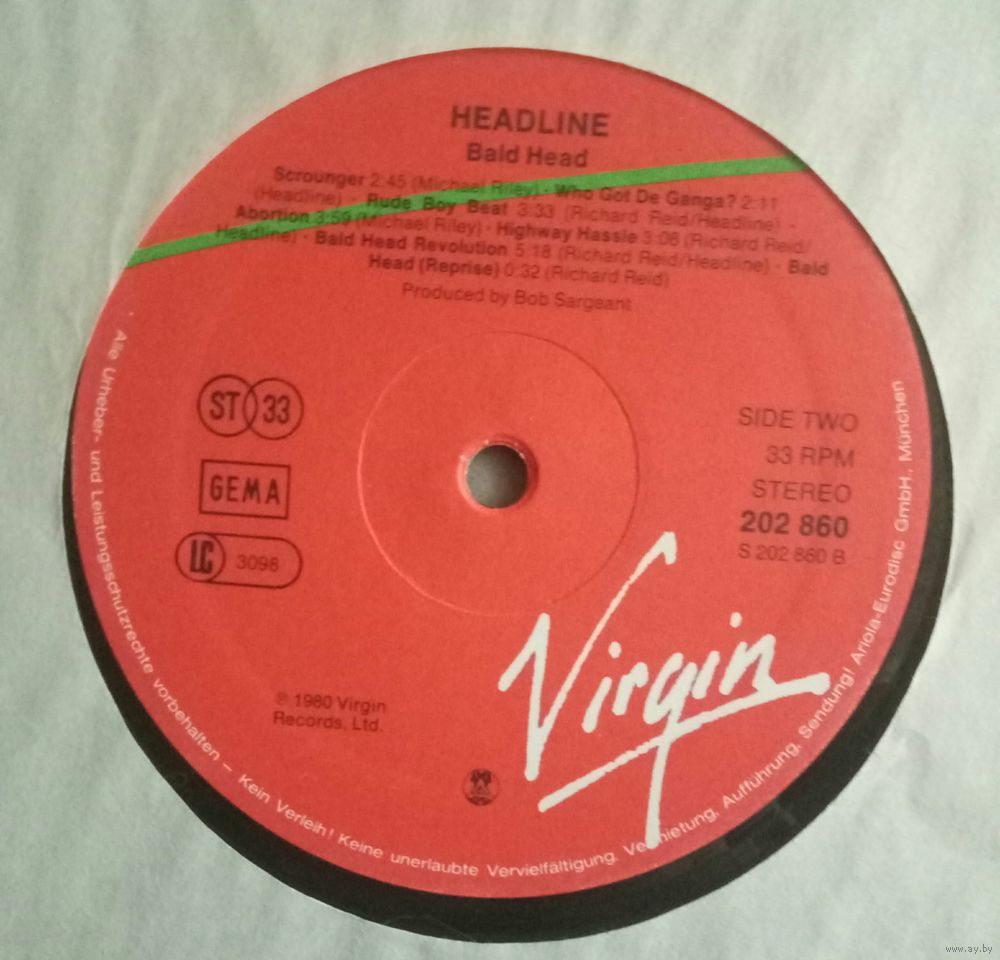 HEADLINE
Bald Head
Scrounger 2:45 (Michael Riley) · Who Got De Ganga? 2:11
(Headline) · Rude Boy Beat 3:33 (Richard Reid/Headline) ·
Abortion 3:59 (Michael Riley) · Highway Hassle 3:06 (Richard Reid/
Headline) · Bald Head Revolution 5:18 (Richard Reid/Headline) · Bald
Head (Reprise) 0:32 (Richard Reid)
Produced by Bob Sargeant
ST 33
GEMA
LC 3098
SIDE TWO
33 RPM
STEREO
202 860
S 202 860 B
℗ 1980 Virgin
Records, Ltd.
Virgin
Alle Urheber- und Leistungsschutzrechte vorbehalten – Kein Verleih! Keine unerlaubte Vervielfältigung, Vermietung, Aufführung, Sendung! Ariola-Eurodisc GmbH., München
www.ay.by